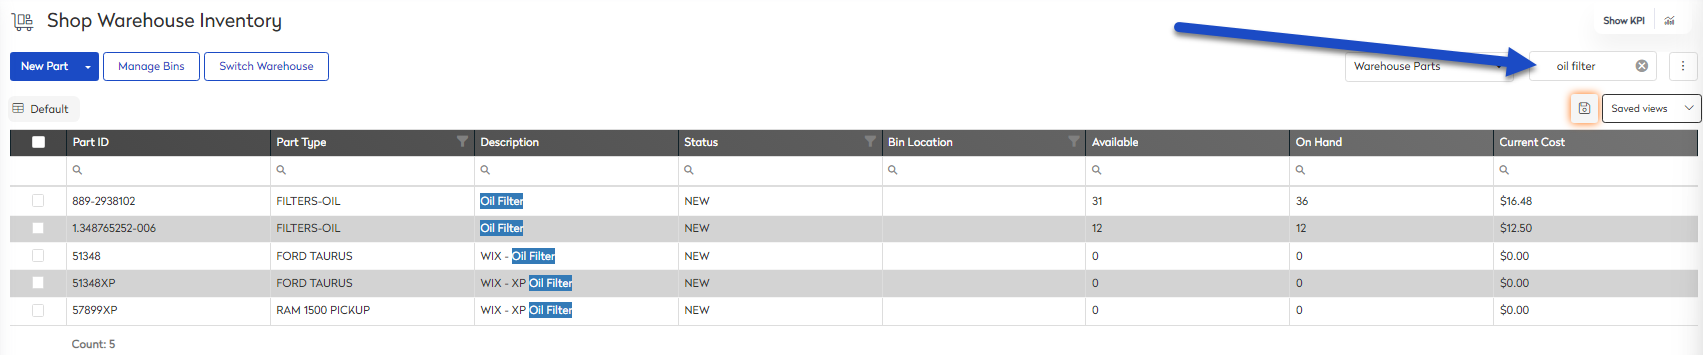 Shop Warehouse Inventory
Show KPI
New Part Manage Bins Switch Warehouse Warehouse Parts oil filter
Default Saved views
Part ID Part Type Description Status Bin Location Available On Hand Current Cost
889-2938102 FILTERS-OIL Oil Filter NEW 31 36 $16.48
1.348765252-006 FILTERS-OIL Oil Filter NEW 12 12 $12.50
51348 FORD TAURUS WIX - Oil Filter NEW 0 0 $0.00
51348XP FORD TAURUS WIX - XP Oil Filter NEW 0 0 $0.00
57899XP RAM 1500 PICKUP WIX - XP Oil Filter NEW 0 0 $0.00
Count: 5